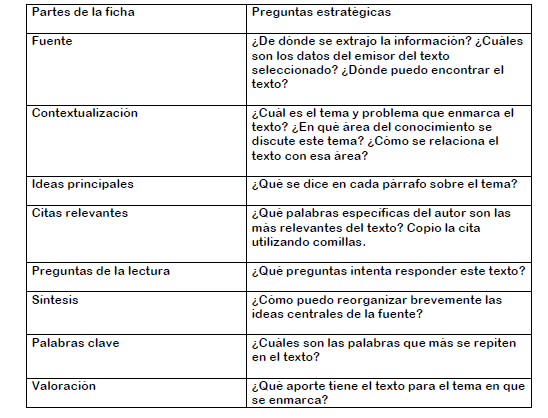 Partes de la ficha
Preguntas estratégicas
Fuente
¿De dónde se extrajo la información? ¿Cuáles
son los datos del emisor del texto
seleccionado? ¿Dónde puedo encontrar el
texto?
Contextualización
¿Cuál es el tema y problema que enmarca el
texto? ¿En qué área del conocimiento se
discute este tema? ¿Cómo se relaciona el
texto con esa área?
Ideas principales
¿Qué se dice en cada párrafo sobre el tema?
Citas relevantes
¿Qué palabras específicas del autor son las
más relevantes del texto? Copio la cita
utilizando comillas.
Preguntas de la lectura
¿Qué preguntas intenta responder este texto?
Síntesis
¿Cómo puedo reorganizar brevemente las
ideas centrales de la fuente?
Palabras clave
¿Cuáles son las palabras que más se repiten
en el texto?
Valoración
¿Qué aporte tiene el texto para el tema en que
se enmarca?